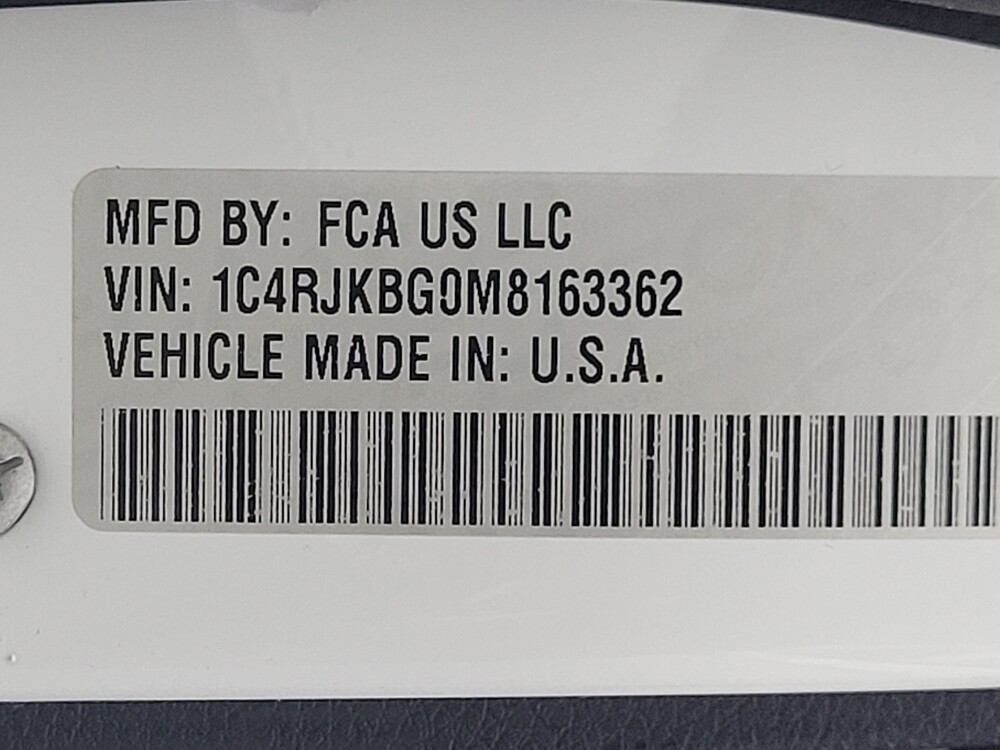 MFD BY: FCA US LLC
VIN: 1C4RJKBG0M8163362
VEHICLE MADE IN: U.S.A.